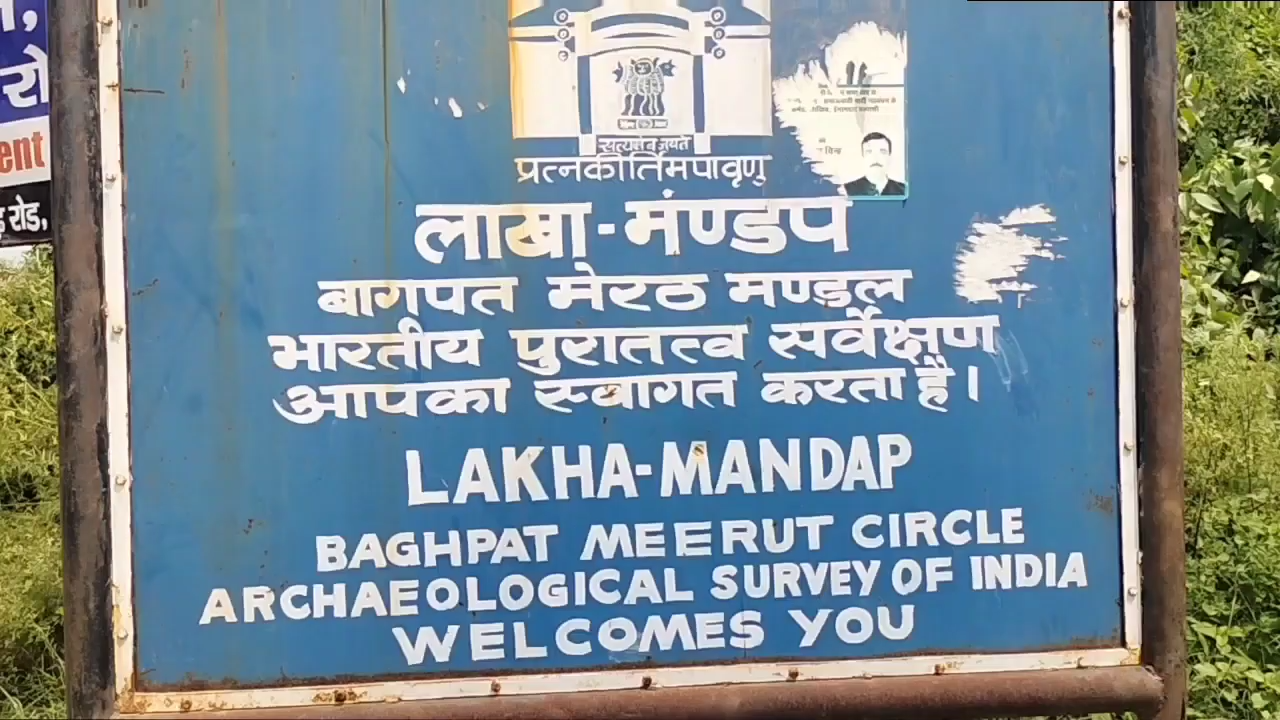 रो
ent
रोड,
सत्यमेव जयते
प्रत्नकीर्तिमपावृणु
लाखा-मंण्डप
बागपत मेरठ मण्डल
भारतीय पुरातत्व सर्वेक्षण
आपका स्वागत करता है।
LAKHA-MANDAP
BAGHPAT MEERUT CIRCLE
ARCHAEOLOGICAL SURVEY OF INDIA
WELCOMES YOU